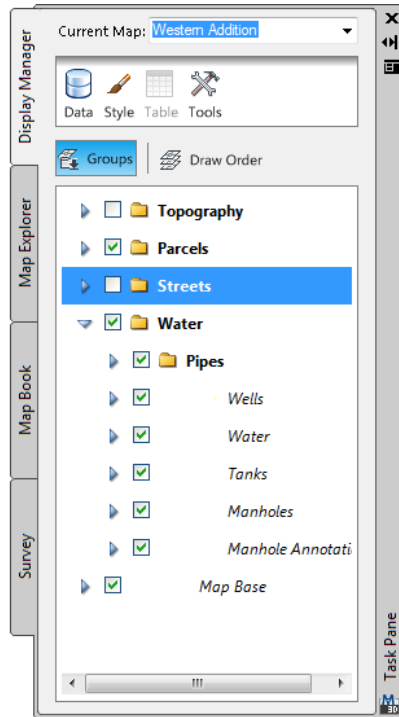 Current Map: Western Addition
Data Style Table Tools
Groups Draw Order
Topography
Parcels
Streets
Water
Pipes
Wells
Water
Tanks
Manholes
Manhole Annotati
Map Base
Display Manager
Map Explorer
Map Book
Survey
Task Pane
M
3D